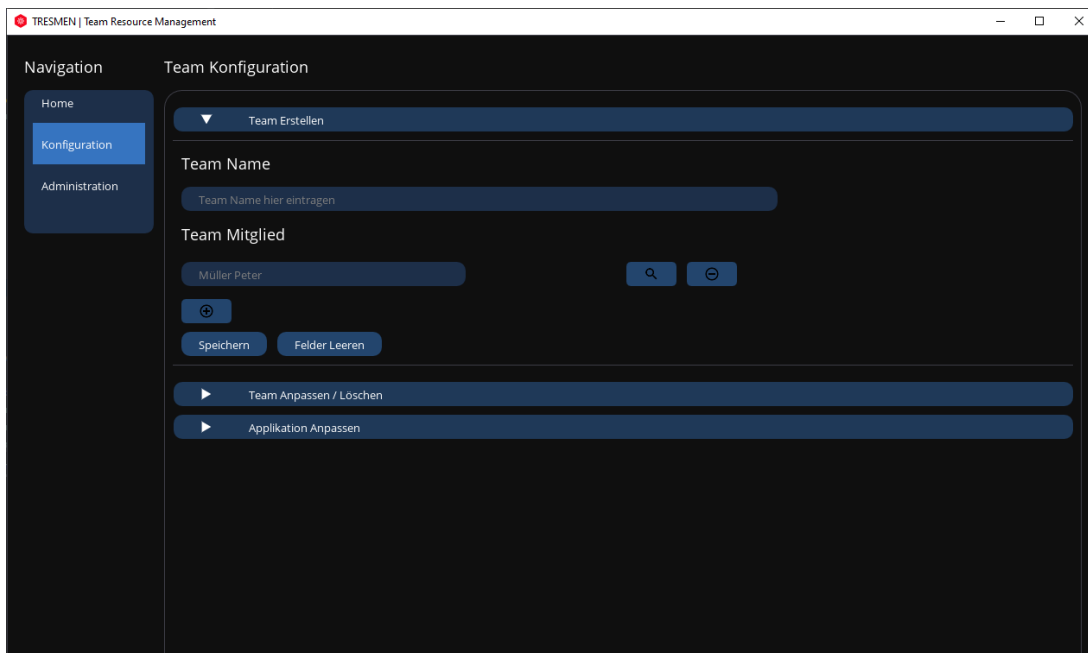 TRESMEN | Team Resource Management
Navigation
Home
Konfiguration
Administration
Team Konfiguration
Team Erstellen
Team Name
Team Name hier eintragen
Team Mitglied
Müller Peter
Speichern
Felder Leeren
Team Anpassen / Löschen
Applikation Anpassen